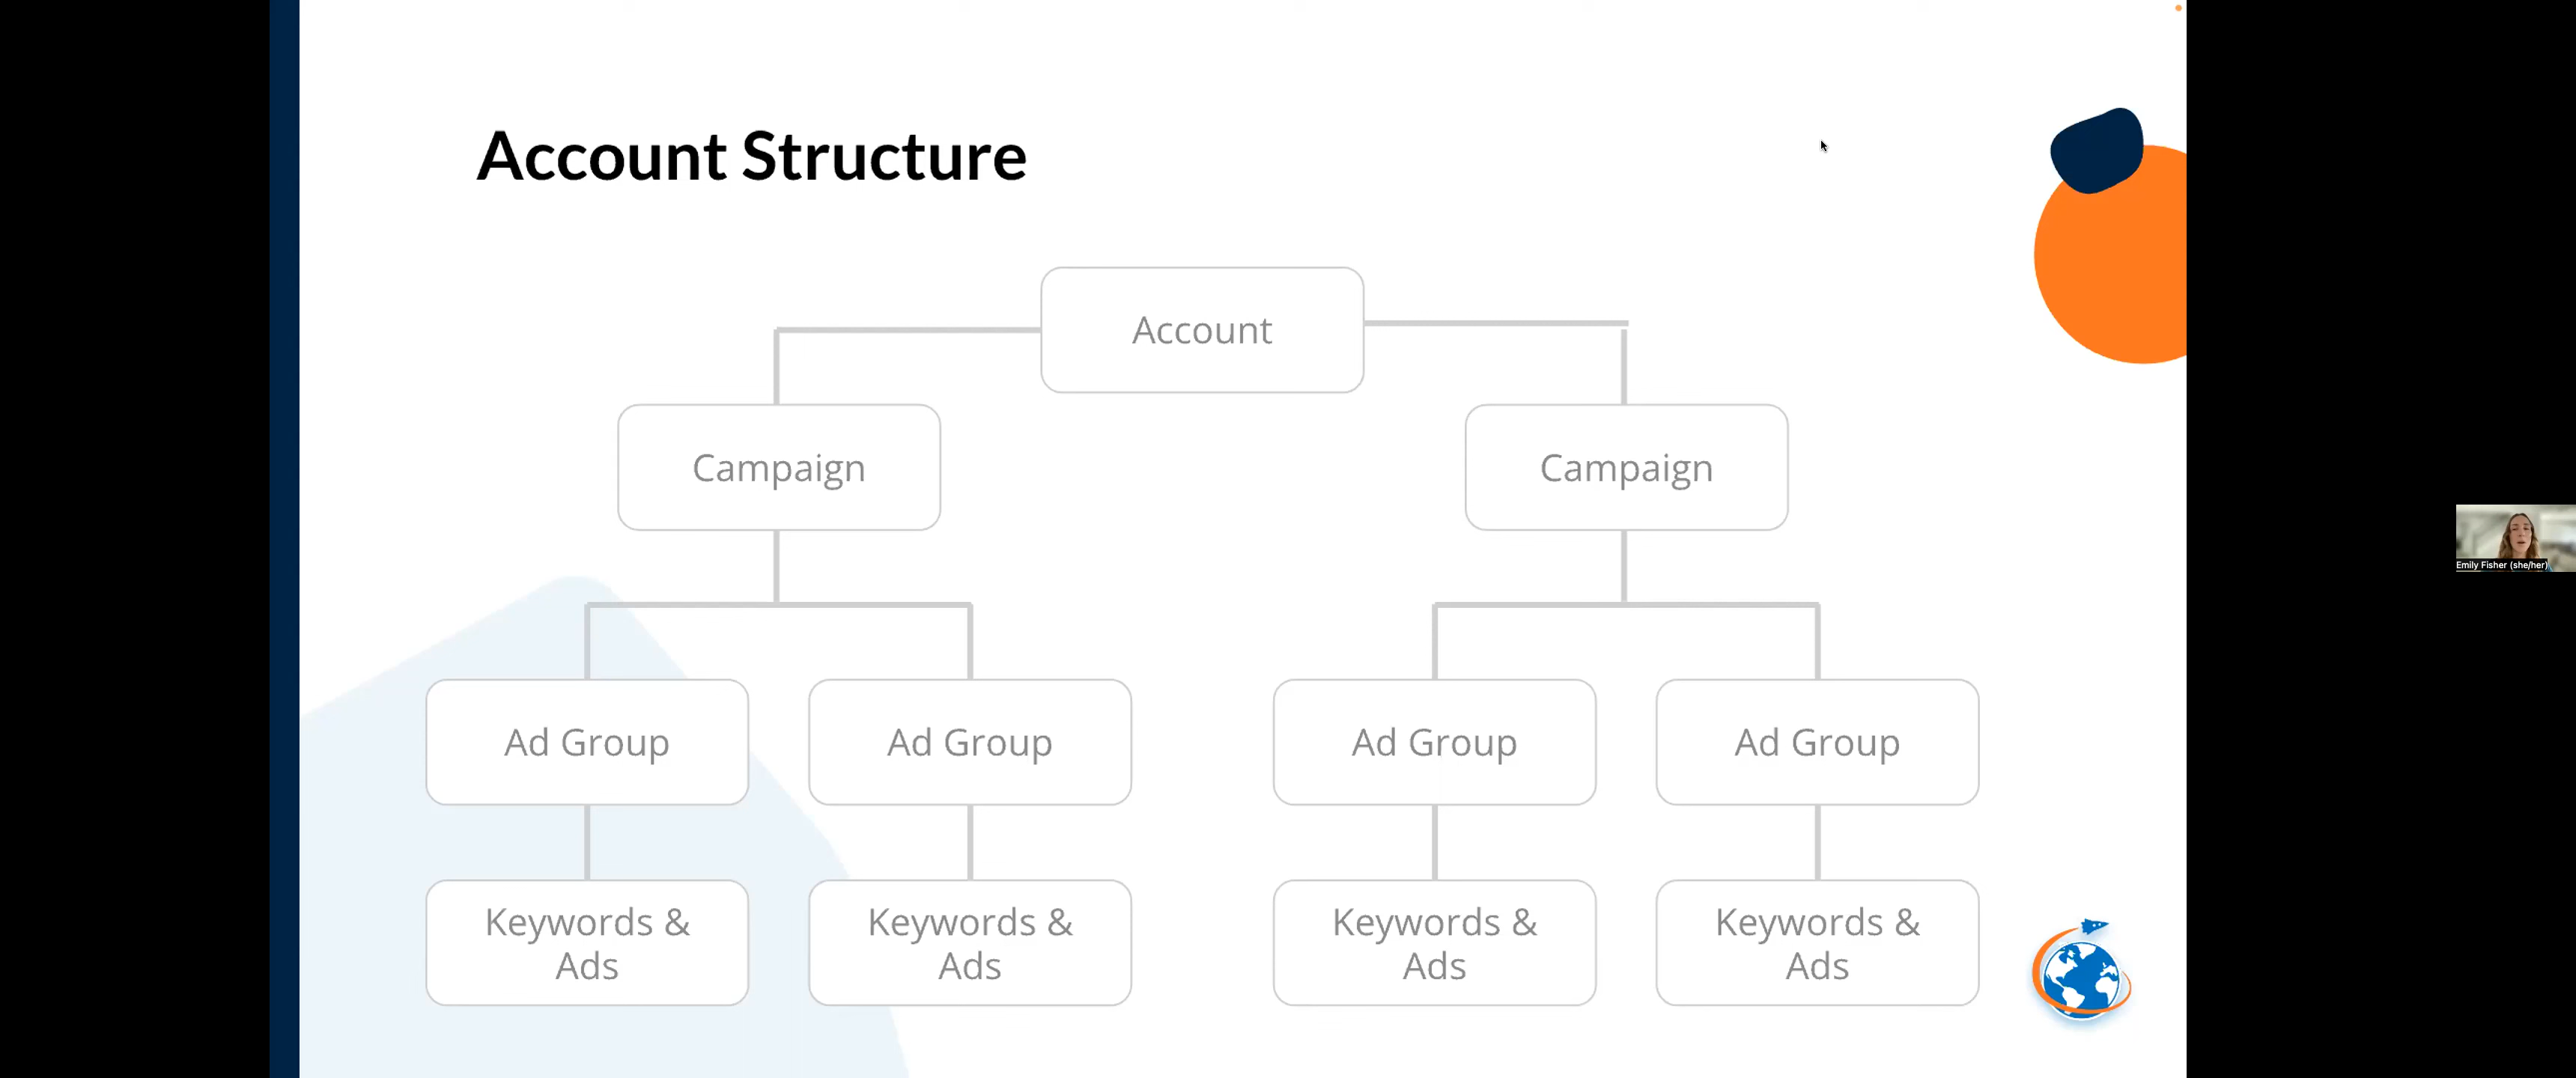 Account Structure
Account
Campaign
Campaign
Ad Group
Ad Group
Ad Group
Ad Group
Keywords &
Ads
Keywords &
Ads
Keywords &
Ads
Keywords &
Ads
Emily Fisher (she/her)